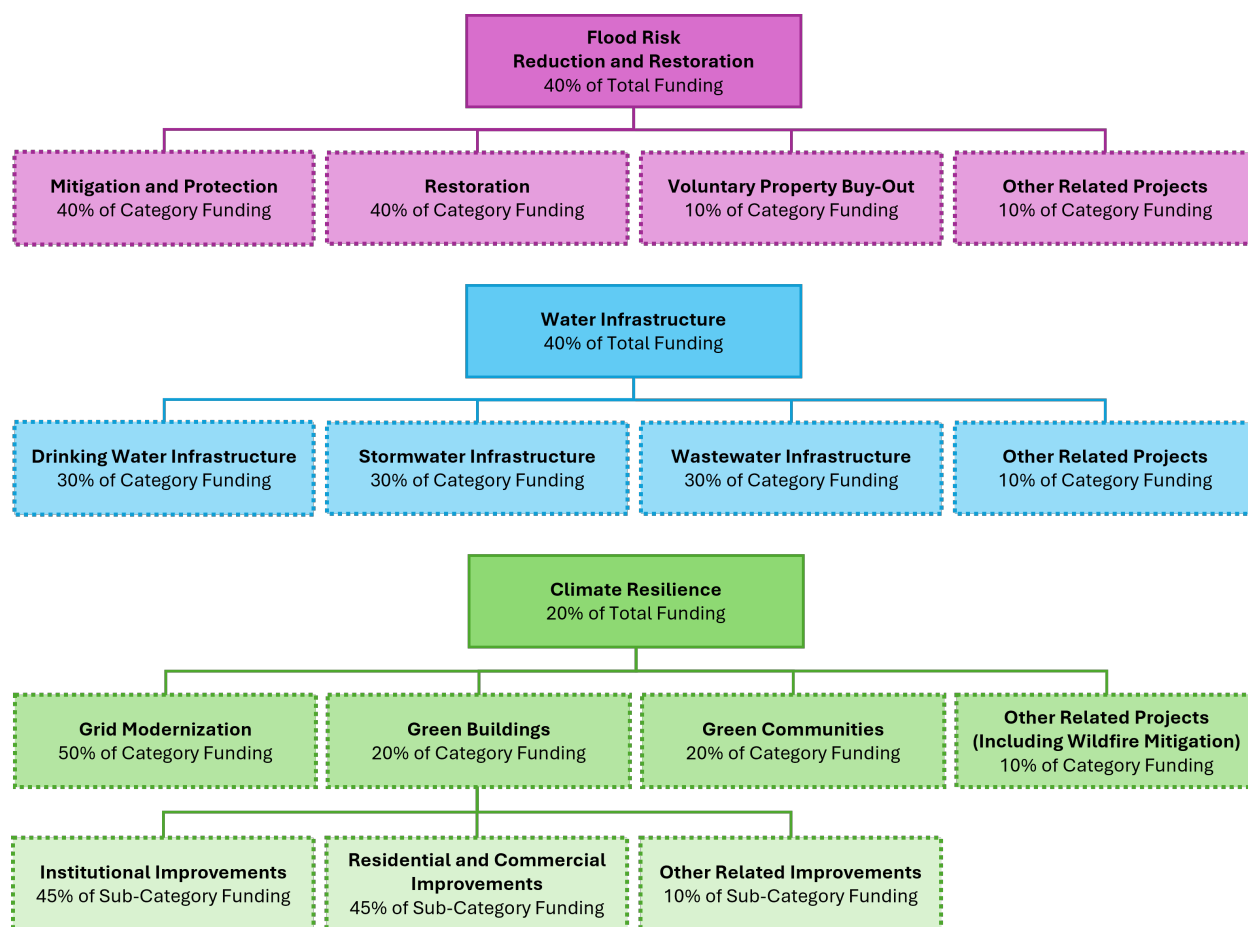 Flood Risk
Reduction and Restoration
40% of Total Funding
Mitigation and Protection
40% of Category Funding
Restoration
40% of Category Funding
Voluntary Property Buy-Out
10% of Category Funding
Other Related Projects
10% of Category Funding
Water Infrastructure
40% of Total Funding
Drinking Water Infrastructure
30% of Category Funding
Stormwater Infrastructure
30% of Category Funding
Wastewater Infrastructure
30% of Category Funding
Other Related Projects
10% of Category Funding
Climate Resilience
20% of Total Funding
Grid Modernization
50% of Category Funding
Green Buildings
20% of Category Funding
Green Communities
20% of Category Funding
Other Related Projects
(Including Wildfire Mitigation)
10% of Category Funding
Institutional Improvements
45% of Sub-Category Funding
Residential and Commercial
Improvements
45% of Sub-Category Funding
Other Related Improvements
10% of Sub-Category Funding